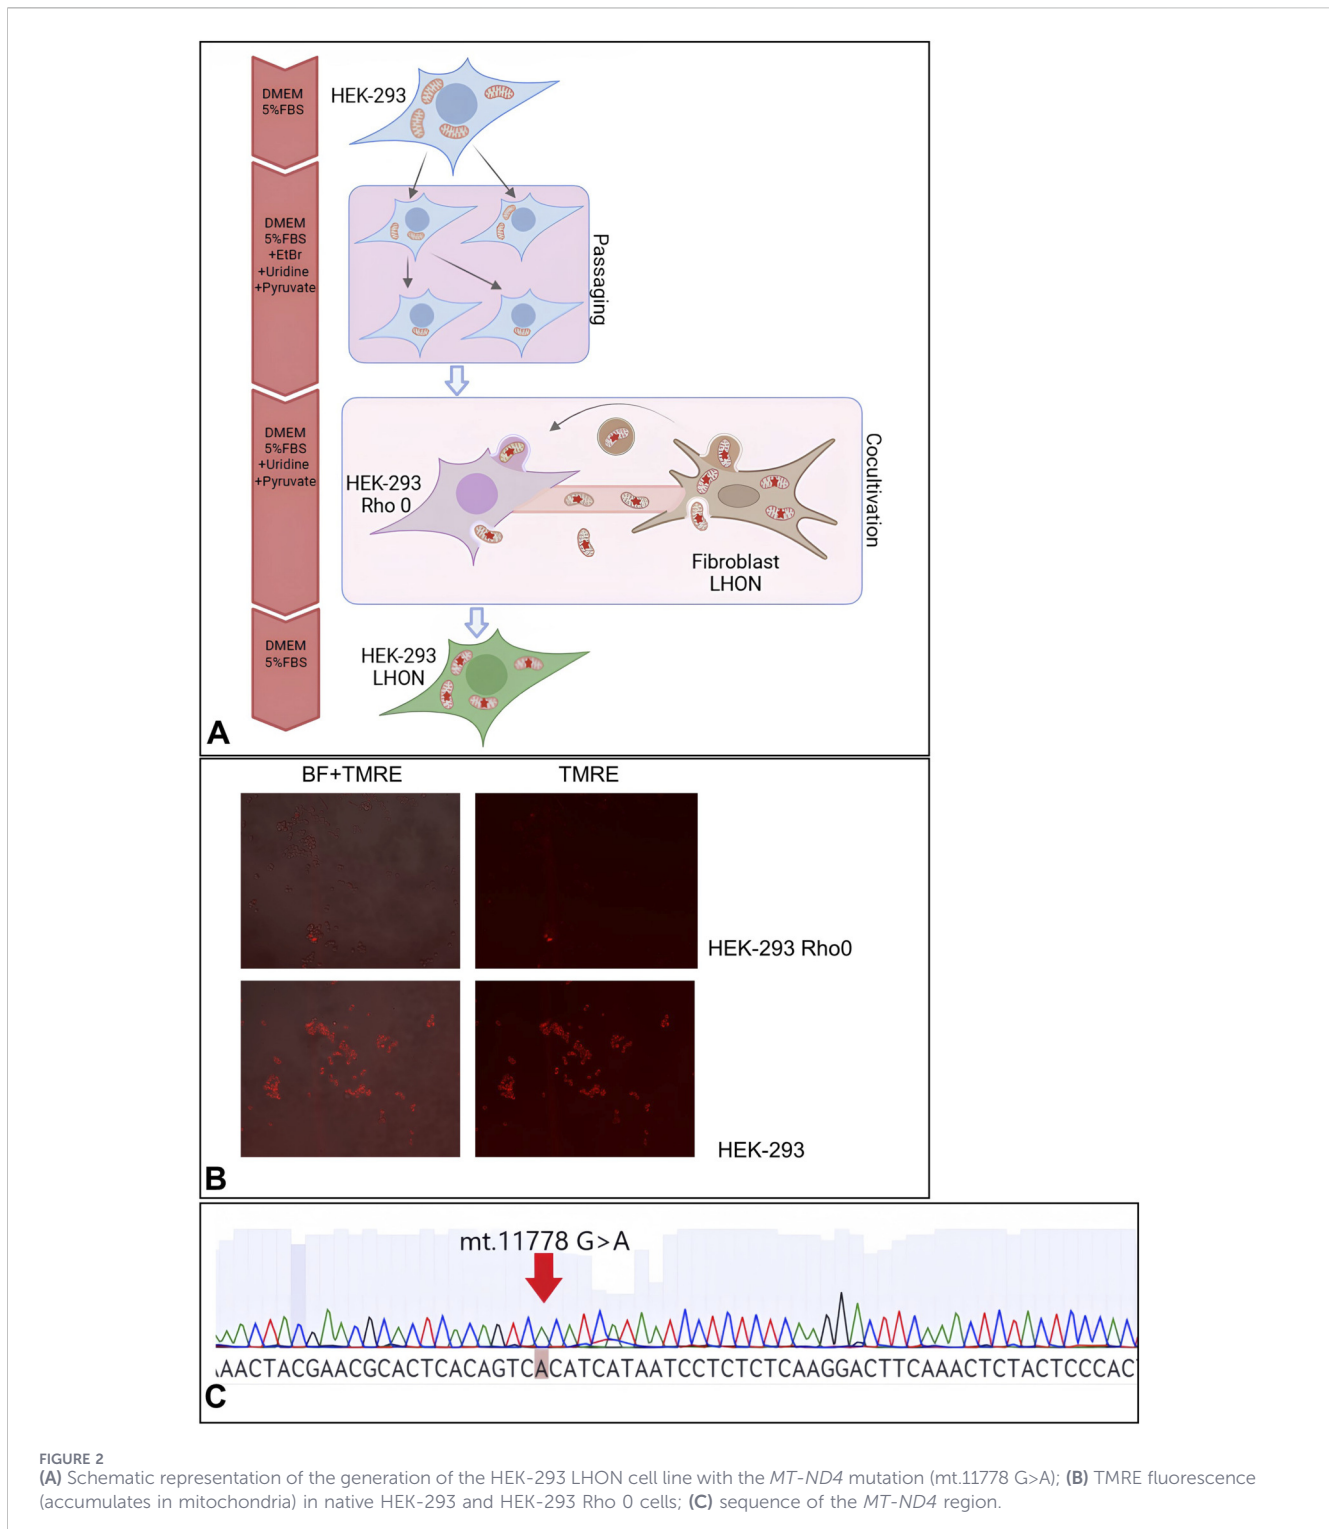 DMEM
5%FBS
HEK-293
DMEM
5%FBS
+EtBr
+Uridine
+Pyruvate
Passaging
DMEM
5%FBS
+Uridine
+Pyruvate
HEK-293
Rho 0
Fibroblast
LHON
Cocultivation
DMEM
5%FBS
HEK-293
LHON
A
BF+TMRE
TMRE
HEK-293 Rho0
HEK-293
B
mt.11778 G>A
AACTACGAACGCACTCACAGTCACATCATAATCCTCTCTCAAGGACTTCAAACTCTACTCCCAC
C
FIGURE 2
(A) Schematic representation of the generation of the HEK-293 LHON cell line with the MT-ND4 mutation (mt.11778 G>A); (B) TMRE fluorescence
(accumulates in mitochondria) in native HEK-293 and HEK-293 Rho 0 cells; (C) sequence of the MT-ND4 region.